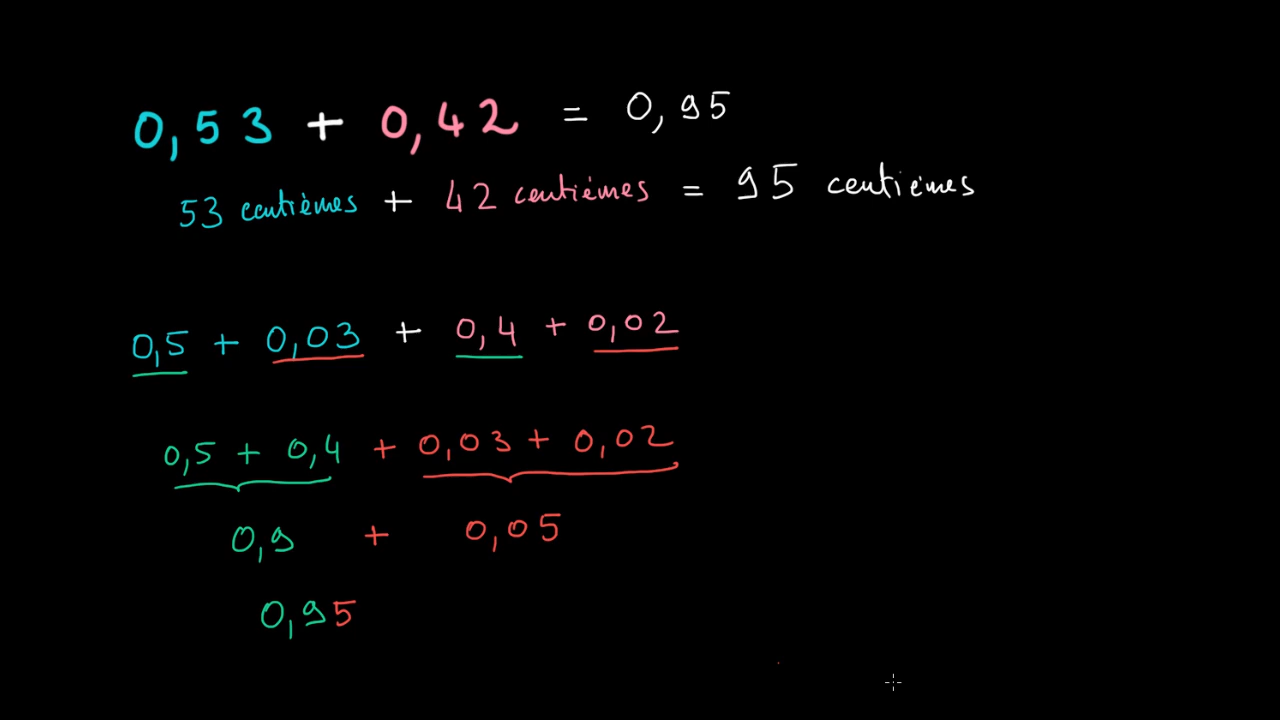 0,53 + 0,42 = 0,95
53 centièmes + 42 centièmes = 95 centièmes
0,5 + 0,03 + 0,4 + 0,02
0,5 + 0,4 + 0,03 + 0,02
0,9 + 0,05
0,95